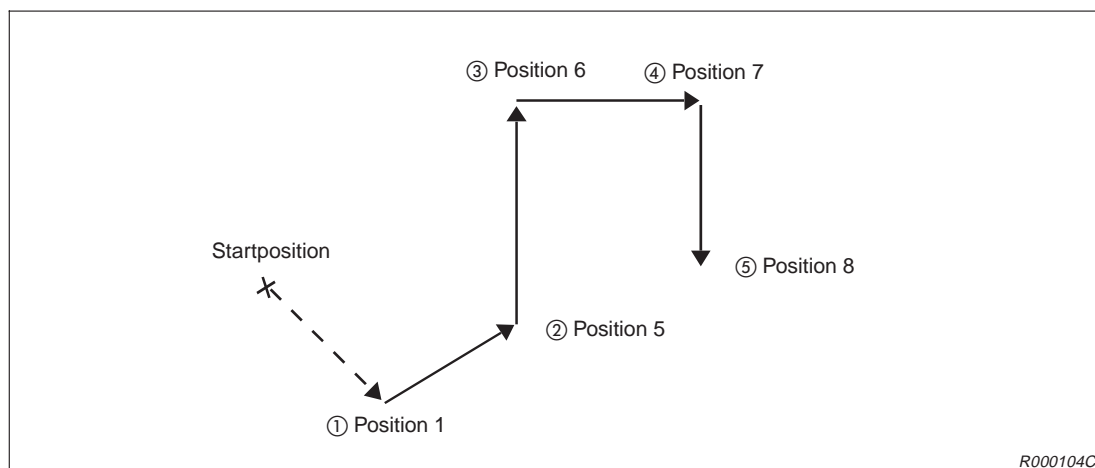 ③ Position 6
④ Position 7
Startposition
⑤ Position 8
② Position 5
① Position 1
R000104C